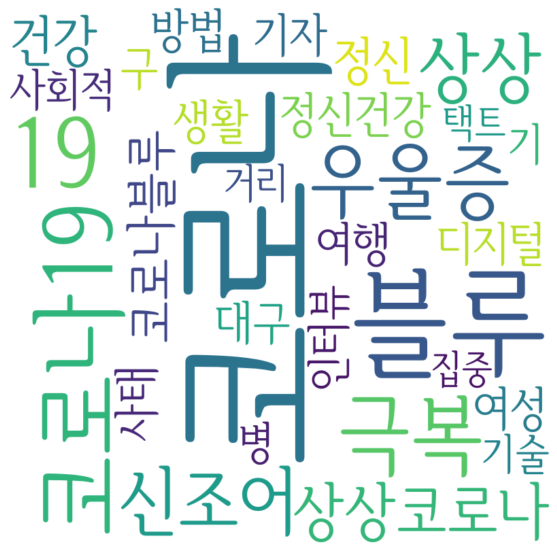 건강
방법
기자
정신
상상
사회적
구
19
생활
정신건강
택트
기
코로나
코로나블루
거리
우울증
코로나19
여행
디지털
대구
인터뷰
블루
사태
병
집중
극복
여성
기술
신조어
상상코로나